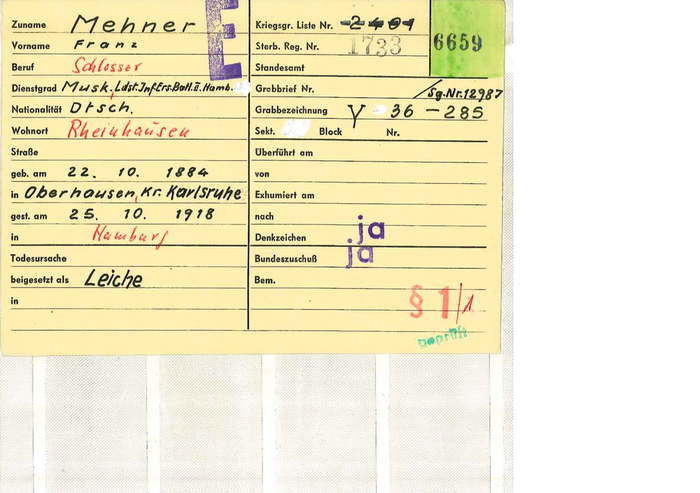 Zuname Mehner
Vorname Franz
Beruf Schlosser
Dienstgrad Musk., Ldst.Inf.Ers.Batl.II.Hamb.
Nationalität Dtsch.
Wohnort Rheinhausen
Straße
geb. am 22. 10. 1884
in Oberhausen, Kr. Karlsruhe
gest. am 25. 10. 1918
in Hamburg
Todesursache
beigesetzt als Leiche
in
E
Kriegsgr. Liste Nr. 2401
Sterb. Reg. Nr. 1733
6659
Standesamt
Grabbrief Nr. /Sg.Nr.12987
Grabbezeichnung Y 36 - 285
Sekt. Block Nr.
Überführt am
von
Exhumiert am
nach
Denkzeichen ja
Bundeszuschuß ja
Bem.
§ 1/1
geprüft